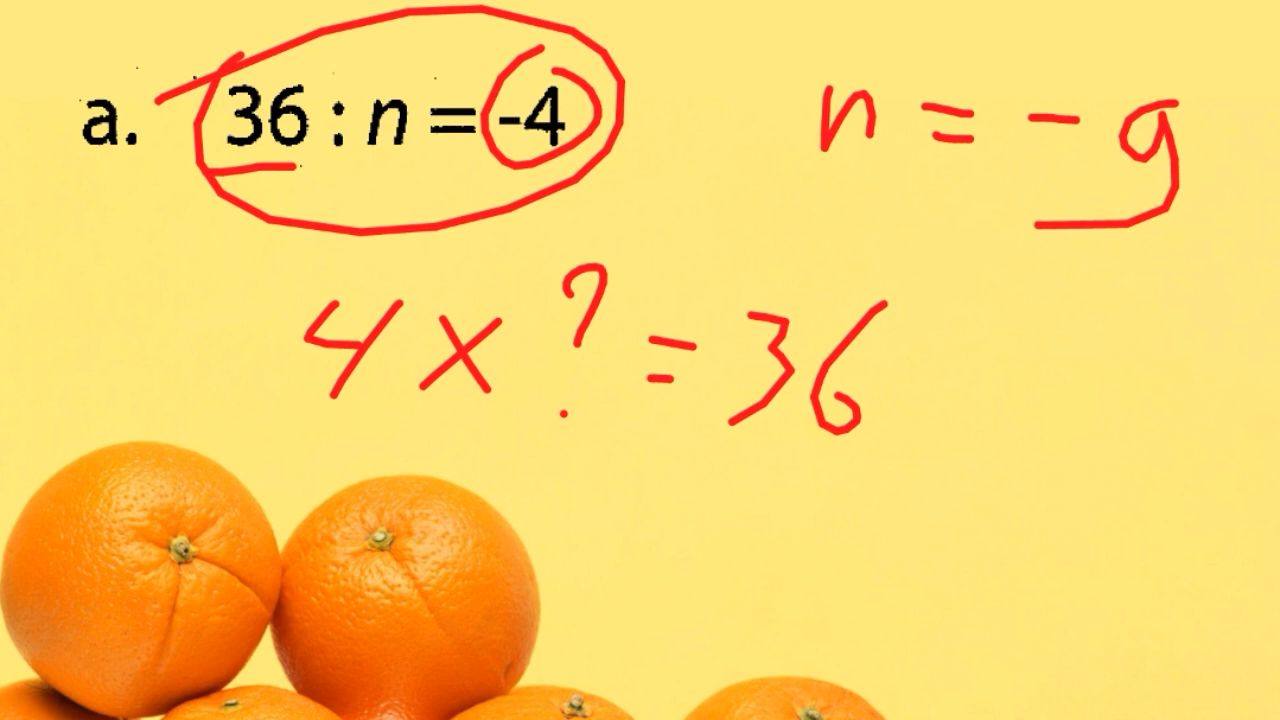 a. 36 : n = -4
n = - 9
4 x ? = 36